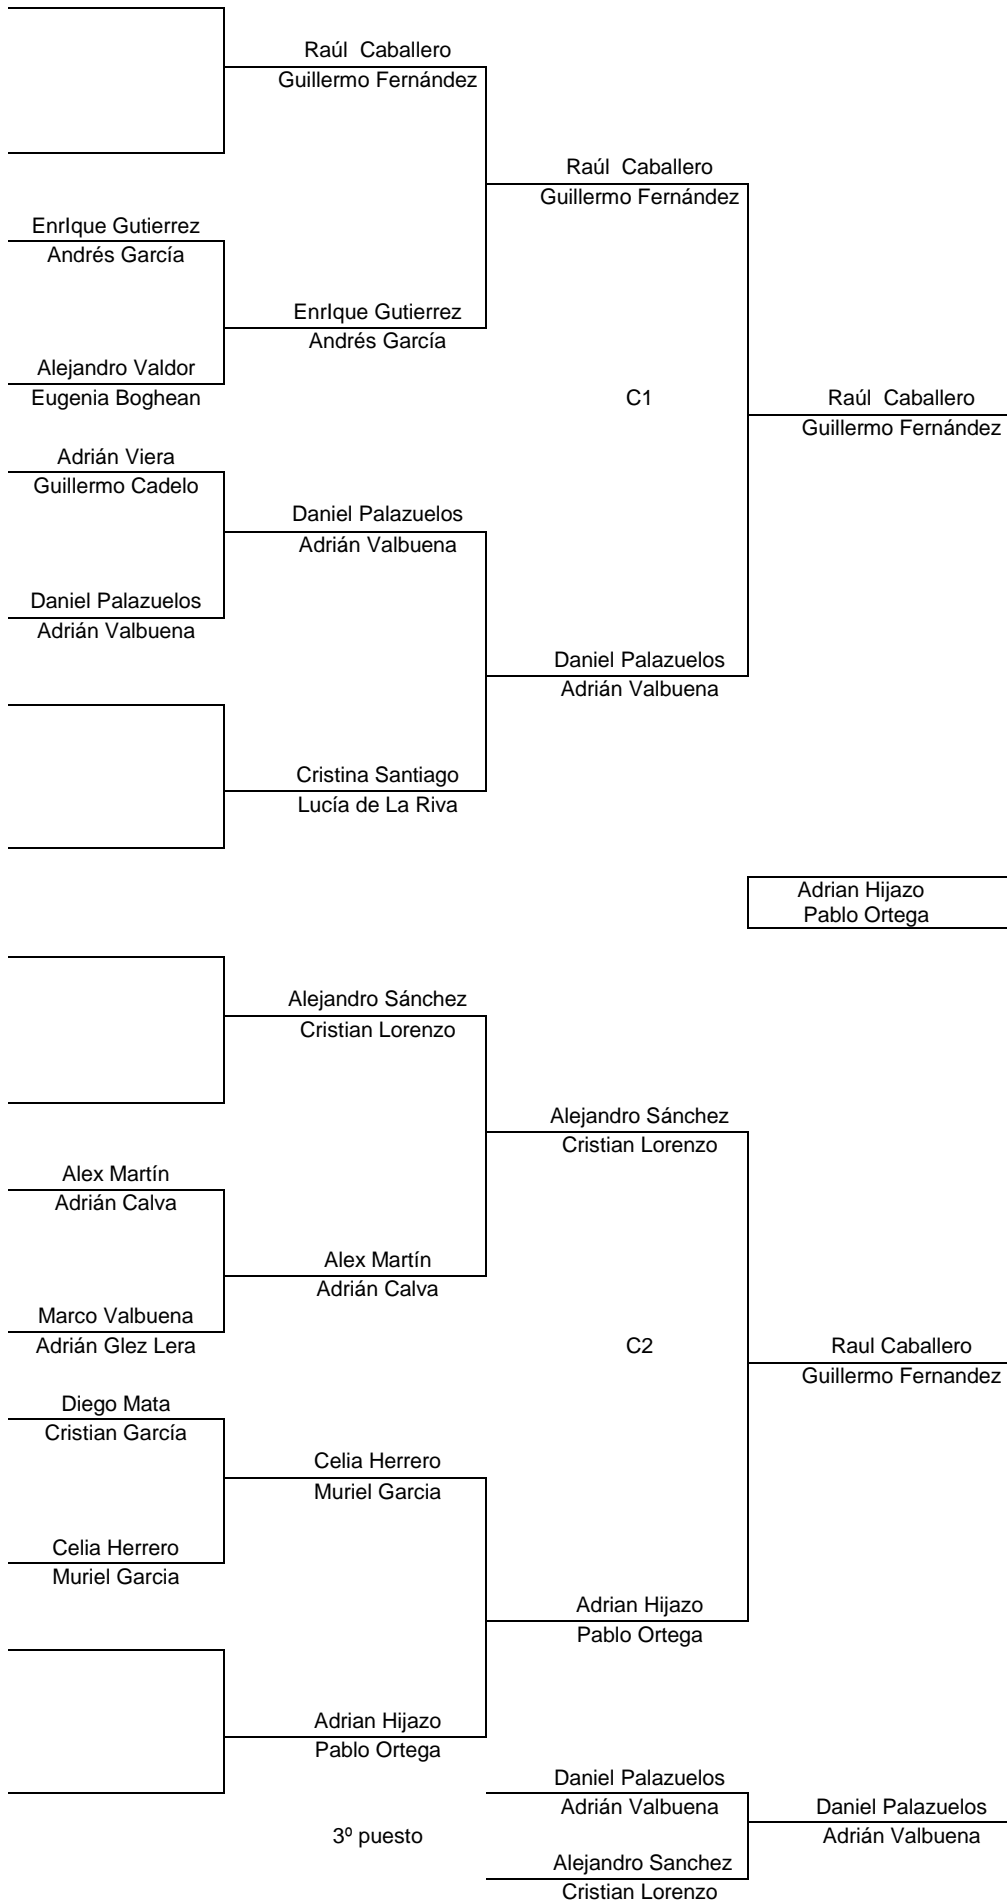 Raúl  Caballero
Guillermo Fernández
Raúl  Caballero
Guillermo Fernández
EnrIque Gutierrez
Andrés García
EnrIque Gutierrez
Andrés García
Alejandro Valdor
Eugenia Boghean
C1
Raúl  Caballero
Guillermo Fernández
Adrián Viera
Guillermo Cadelo
Daniel Palazuelos
Adrián Valbuena
Daniel Palazuelos
Adrián Valbuena
Daniel Palazuelos
Adrián Valbuena
Cristina Santiago
Lucía de La Riva
Adrian Hijazo
Pablo Ortega
Alejandro Sánchez
Cristian Lorenzo
Alejandro Sánchez
Cristian Lorenzo
Alex Martín
Adrián Calva
Alex Martín
Adrián Calva
Marco Valbuena
Adrián Glez Lera
C2
Raul Caballero
Guillermo Fernandez
Diego Mata
Cristian García
Celia Herrero
Muriel Garcia
Celia Herrero
Muriel Garcia
Adrian Hijazo
Pablo Ortega
Adrian Hijazo
Pablo Ortega
Daniel Palazuelos
Adrián Valbuena
Daniel Palazuelos
Adrián Valbuena
3º puesto
Alejandro Sanchez
Cristian Lorenzo